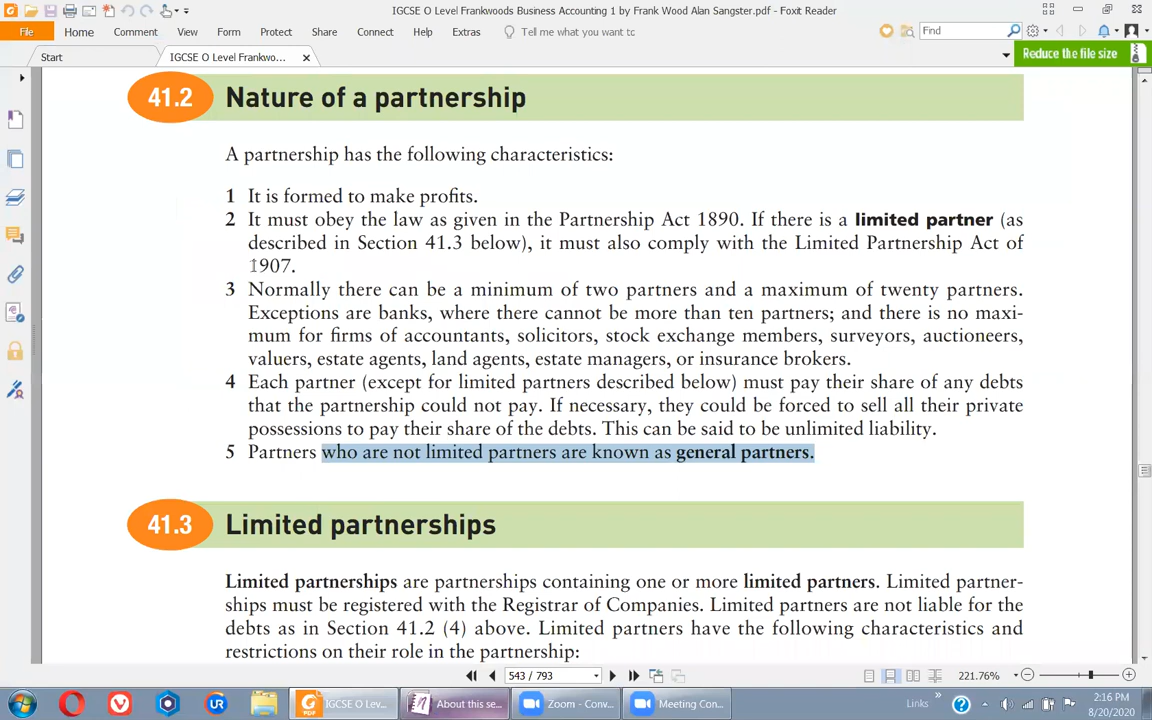 IGCSE O Level Frankwoods Business Accounting 1 by Frank Wood Alan Sangster.pdf - Foxit Reader
File Home Comment View Form Protect Share Connect Help Extras Tell me what you want to Find
Start IGCSE O Level Frankwo... Reduce the file size
41.2 Nature of a partnership
A partnership has the following characteristics:
1 It is formed to make profits.
2 It must obey the law as given in the Partnership Act 1890. If there is a limited partner (as
described in Section 41.3 below), it must also comply with the Limited Partnership Act of
1907.
3 Normally there can be a minimum of two partners and a maximum of twenty partners.
Exceptions are banks, where there cannot be more than ten partners; and there is no maxi-
mum for firms of accountants, solicitors, stock exchange members, surveyors, auctioneers,
valuers, estate agents, land agents, estate managers, or insurance brokers.
4 Each partner (except for limited partners described below) must pay their share of any debts
that the partnership could not pay. If necessary, they could be forced to sell all their private
possessions to pay their share of the debts. This can be said to be unlimited liability.
5 Partners who are not limited partners are known as general partners.
41.3 Limited partnerships
Limited partnerships are partnerships containing one or more limited partners. Limited partner-
ships must be registered with the Registrar of Companies. Limited partners are not liable for the
debts as in Section 41.2 (4) above. Limited partners have the following characteristics and
restrictions on their role in the partnership:
543 / 793 221.76%
UR IGCSE O Lev... About this se... Zoom - Conv... Meeting Con... Links 2:16 PM
8/20/2020